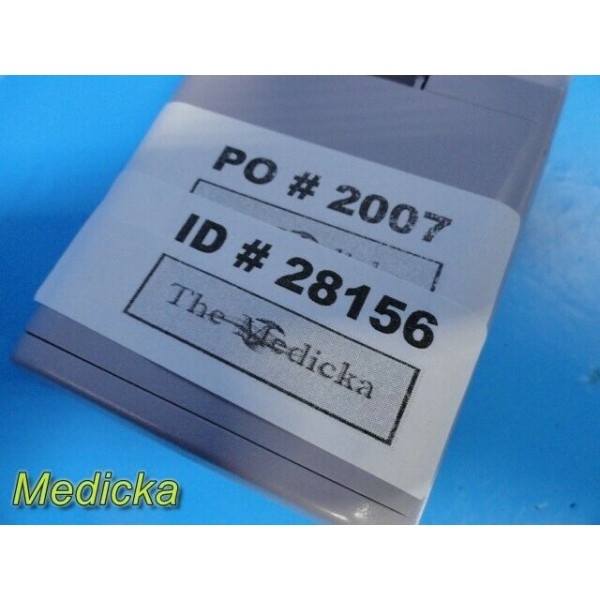 PO # 2007
ID # 28156
The Medicka
Medicka